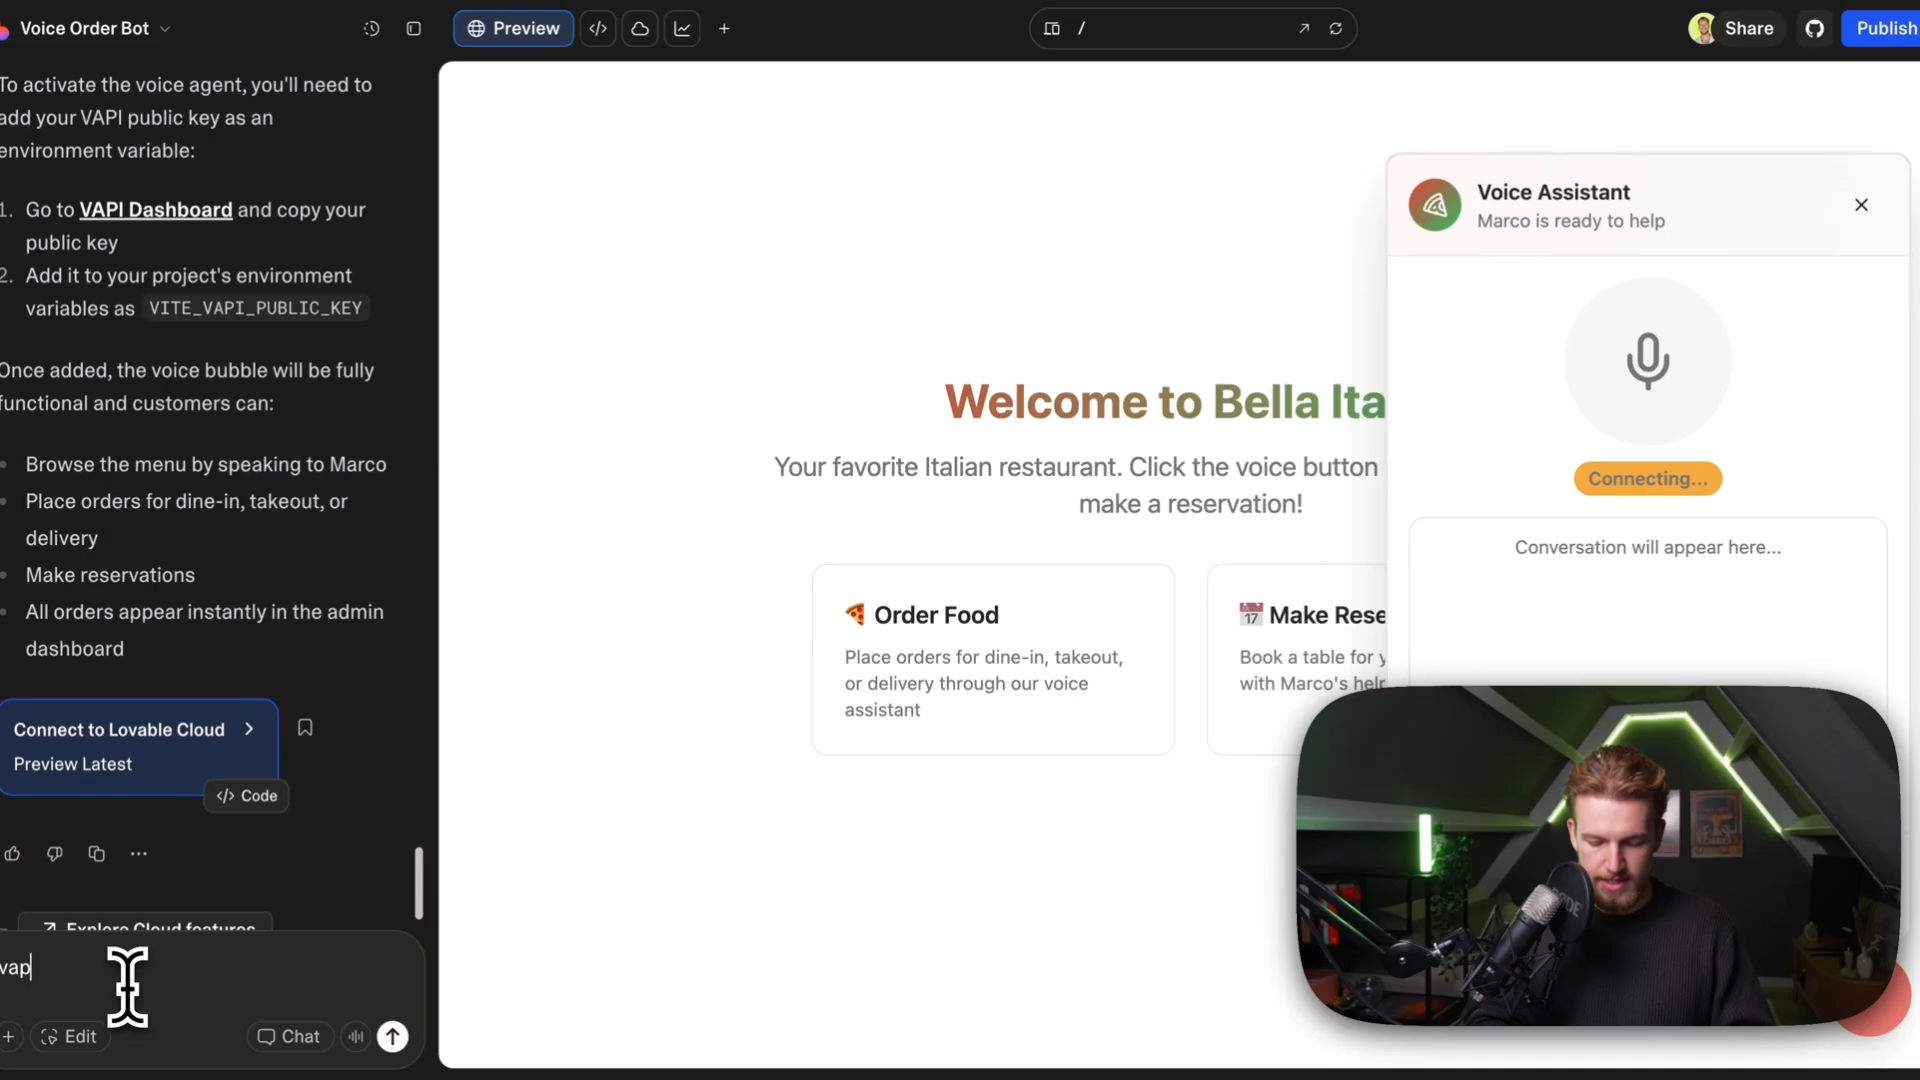 Voice Order Bot
Preview
/
Share
Publish
To activate the voice agent, you'll need to
add your VAPI public key as an
environment variable:
1. Go to VAPI Dashboard and copy your
public key
2. Add it to your project's environment
variables as VITE_VAPI_PUBLIC_KEY
Once added, the voice bubble will be fully
functional and customers can:
Browse the menu by speaking to Marco
Place orders for dine-in, takeout, or
delivery
Make reservations
All orders appear instantly in the admin
dashboard
Connect to Lovable Cloud
Preview Latest
</> Code
Explore Cloud features
vap
Edit
Chat
Welcome to Bella Ita
Your favorite Italian restaurant. Click the voice button
make a reservation!
🍕 Order Food
Place orders for dine-in, takeout,
or delivery through our voice
assistant
📅 Make Rese
Book a table for y
with Marco's help
Voice Assistant
Marco is ready to help
Connecting...
Conversation will appear here...